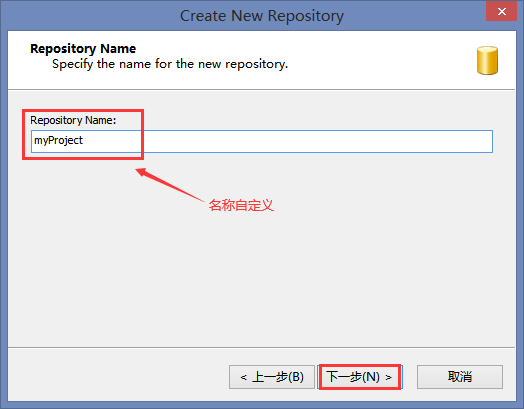 Create New Repository
Repository Name
Specify the name for the new repository.
Repository Name:
myProject
名称自定义
< 上一步(B)
下一步(N) >
取消